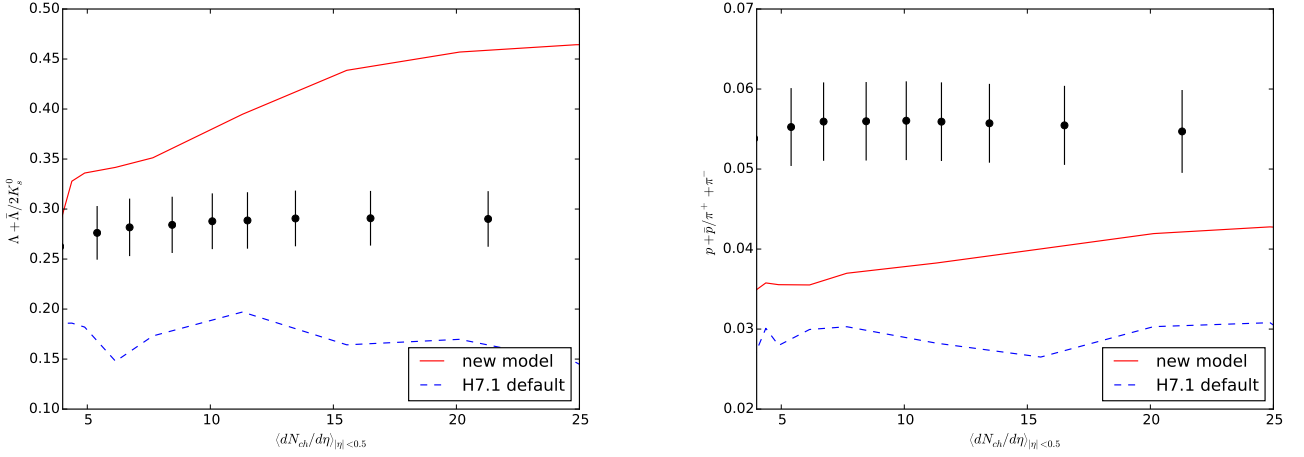 0.50
0.45
0.40
0.35
0.30
0.25
0.20
0.15
0.10
Λ + Λ̄/2K_s^0
5 10 15 20 25
⟨dN_ch/dη⟩_|η|<0.5
new model
H7.1 default
0.07
0.06
0.05
0.04
0.03
0.02
p + p̄/π⁺ + π⁻
5 10 15 20 25
⟨dN_ch/dη⟩_|η|<0.5
new model
H7.1 default